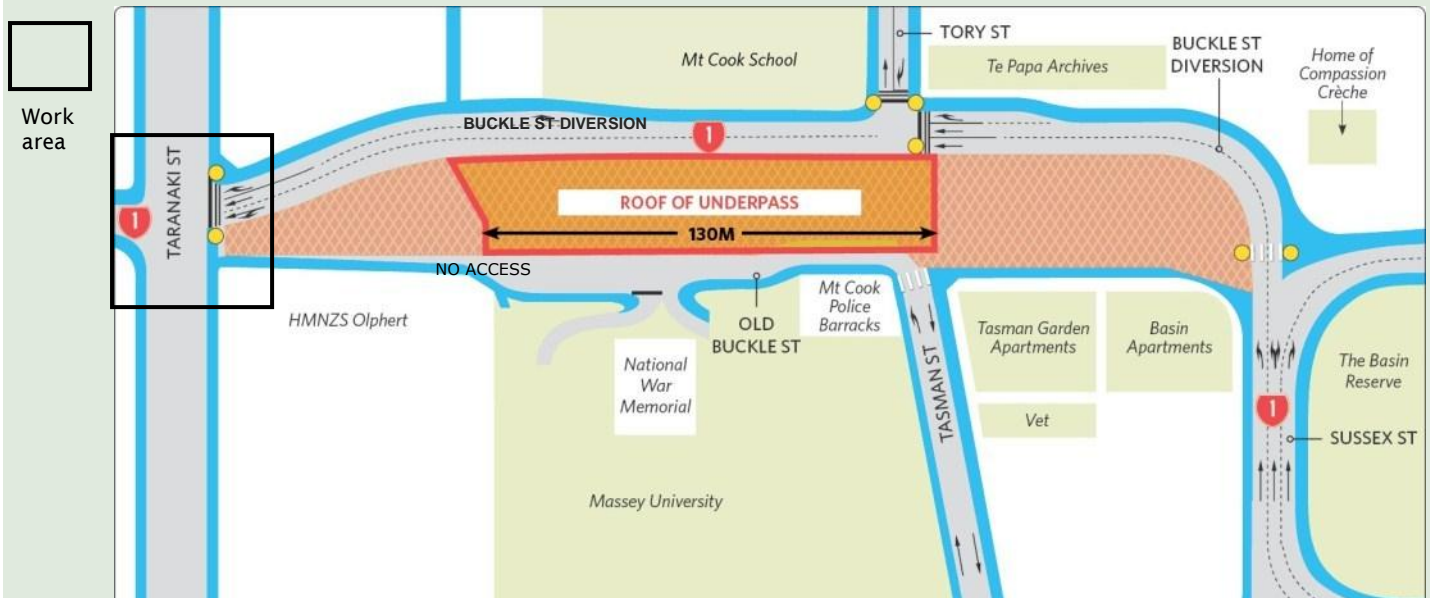 Work
area
TARANAKI ST
1
BUCKLE ST DIVERSION
1
Mt Cook School
TORY ST
Te Papa Archives
BUCKLE ST
DIVERSION
Home of
Compassion
Crèche
ROOF OF UNDERPASS
130M
NO ACCESS
HMNZS Olphert
OLD
BUCKLE ST
Mt Cook
Police
Barracks
National
War
Memorial
TASMAN ST
Tasman Garden
Apartments
Basin
Apartments
Vet
The Basin
Reserve
1
SUSSEX ST
Massey University